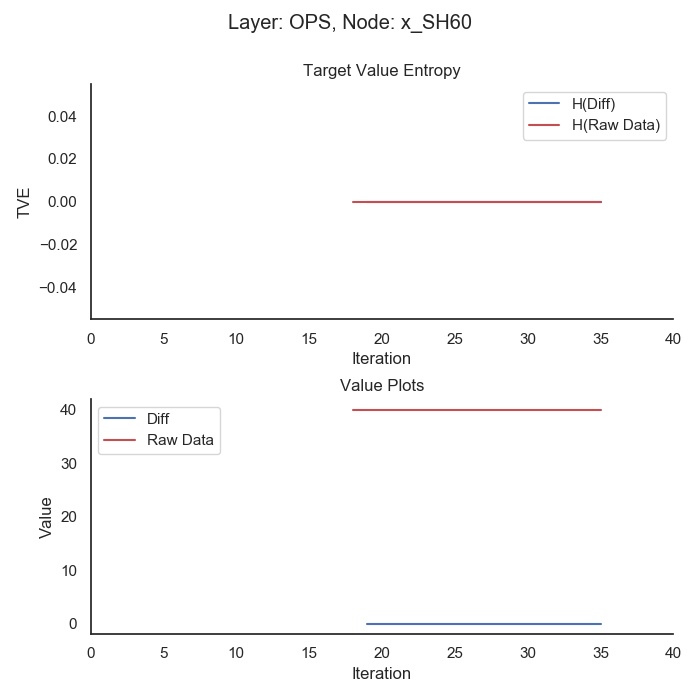 Layer: OPS, Node: x_SH60
Target Value Entropy
H(Diff)
H(Raw Data)
0.04
0.02
0.00
−0.02
−0.04
TVE
0 5 10 15 20 25 30 35 40
Iteration
Value Plots
Diff
Raw Data
40
30
20
10
0
Value
0 5 10 15 20 25 30 35 40
Iteration